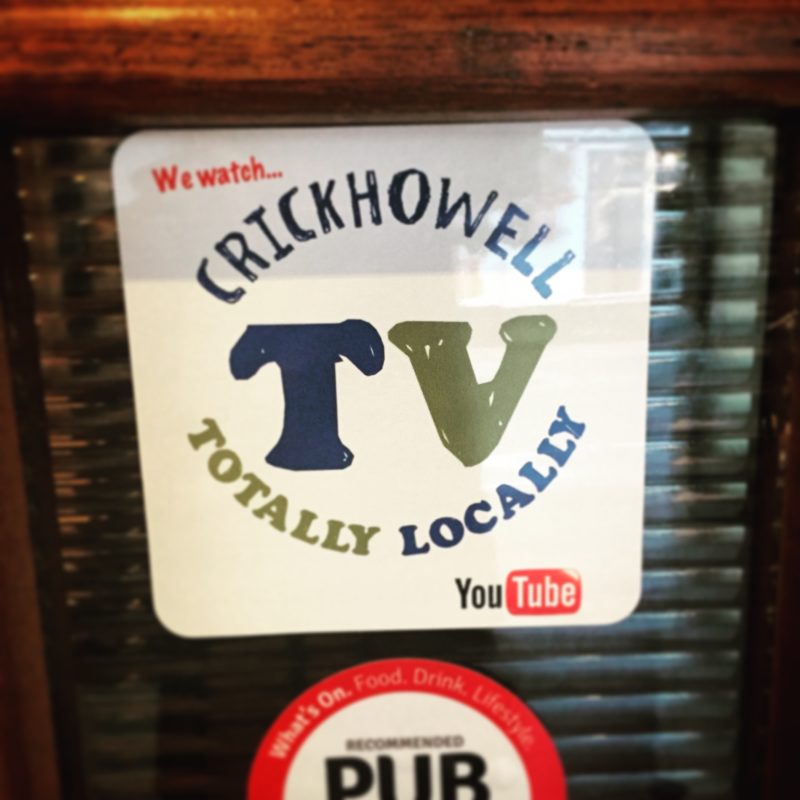 We watch...
CRICKHOWELL
TV
TOTALLY LOCALLY
YouTube
What's On. Food. Drink. Lifestyle.
RECOMMENDED
PUB